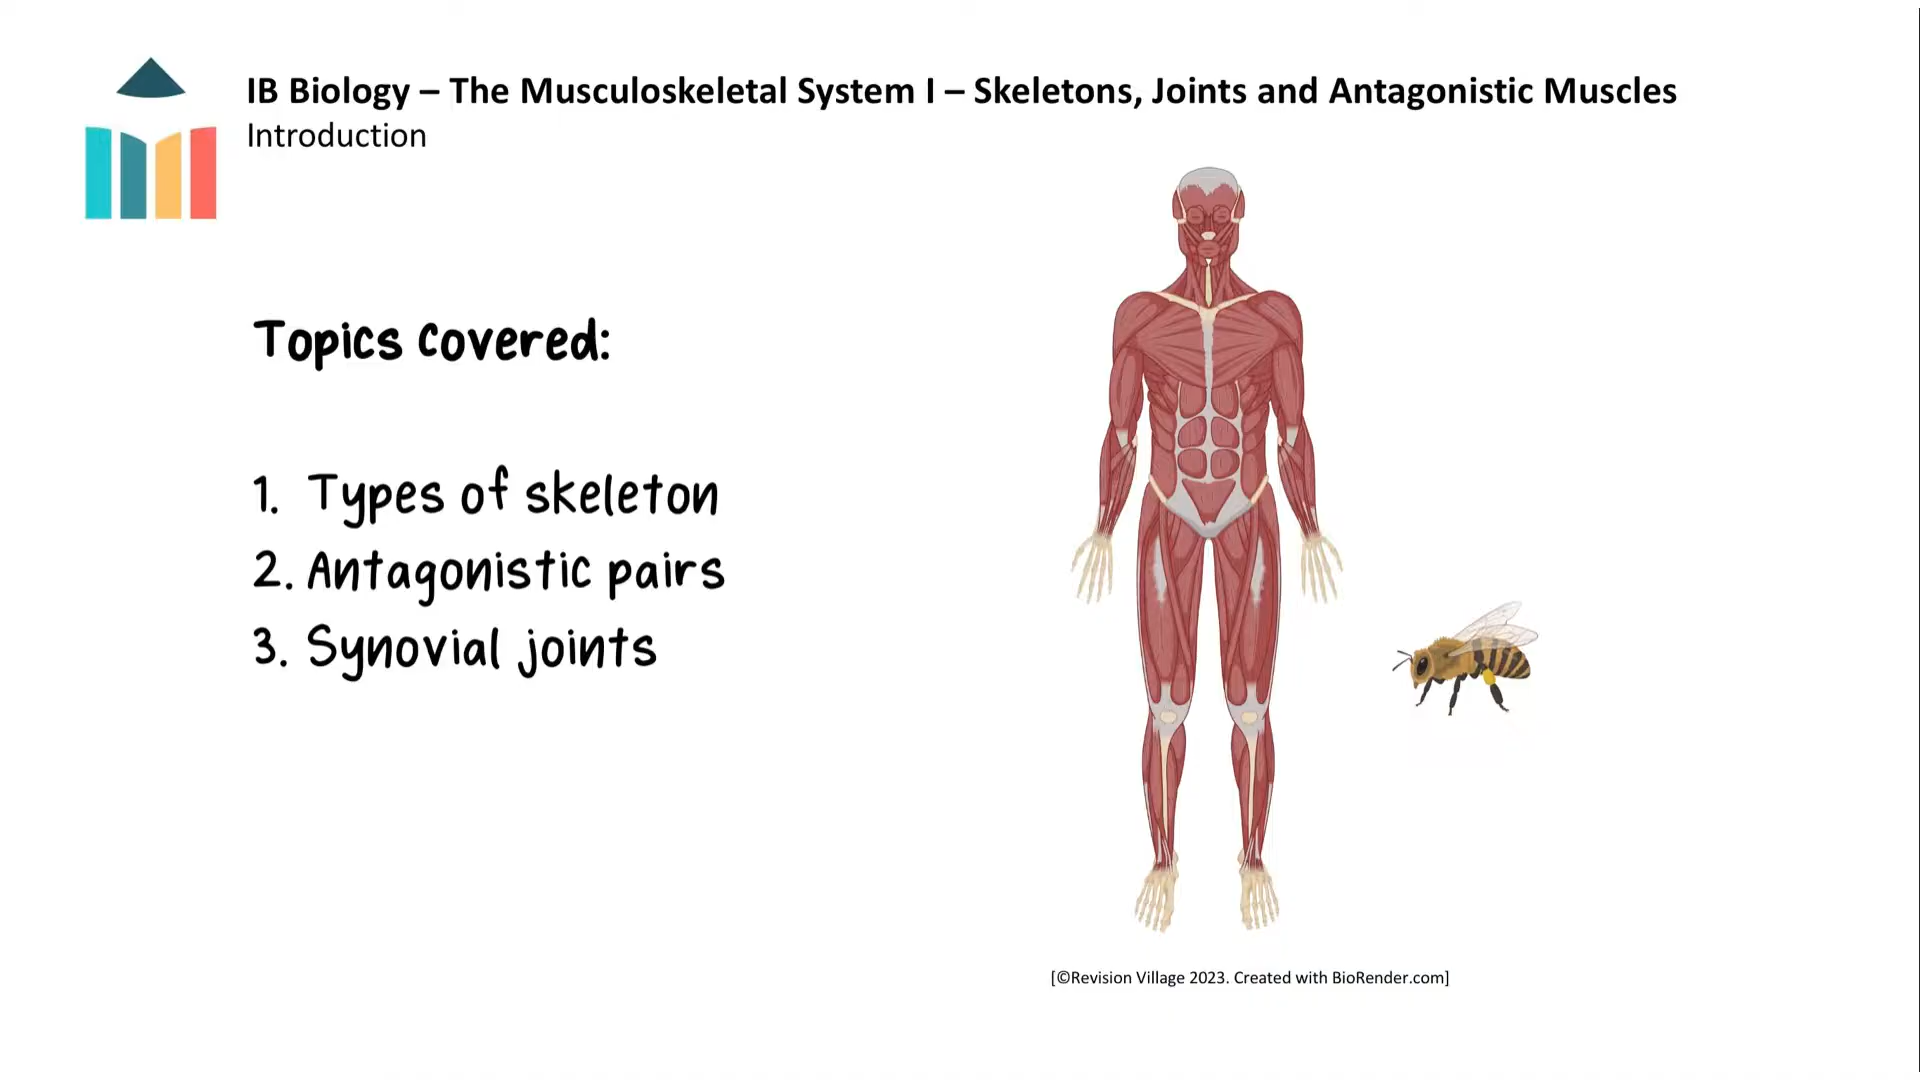 IB Biology – The Musculoskeletal System I – Skeletons, Joints and Antagonistic Muscles
Introduction
Topics covered:
1. Types of skeleton
2. Antagonistic pairs
3. Synovial joints
[©Revision Village 2023. Created with BioRender.com]